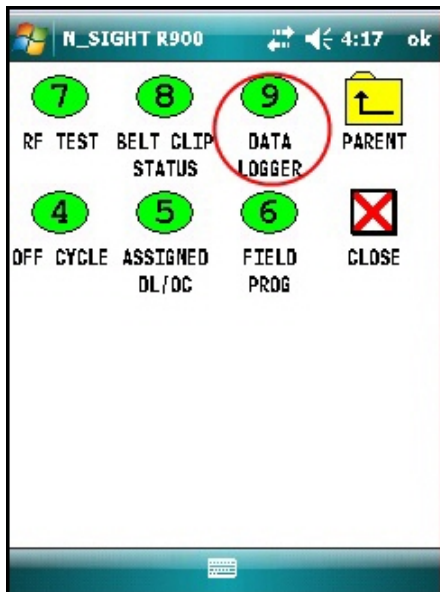 N_SIGHT R900 4:17 ok
7 8 9
RF TEST BELT CLIP STATUS DATA LOGGER PARENT
4 5 6
OFF CYCLE ASSIGNED DL/OC FIELD PROG CLOSE